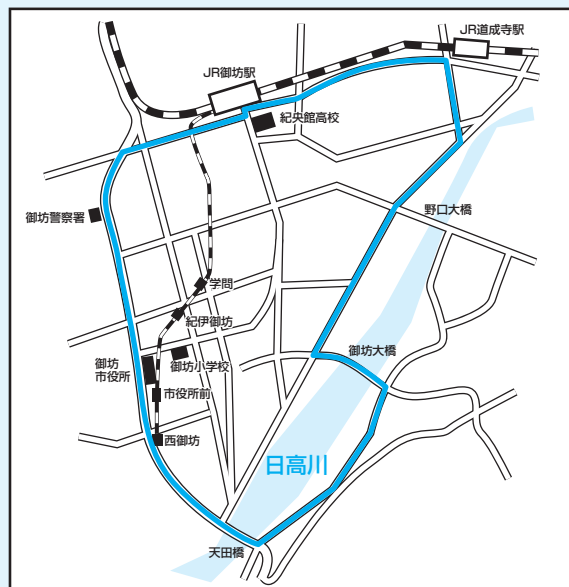 JR道成寺駅
JR御坊駅
紀央館高校
御坊警察署
野口大橋
学問
紀伊御坊
御坊大橋
御坊
市役所
御坊小学校
市役所前
西御坊
日高川
天田橋